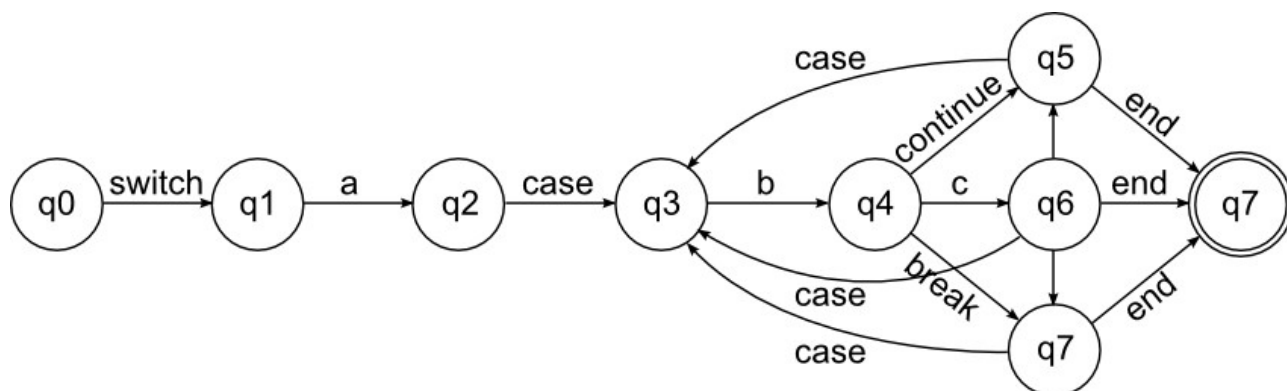 case
q5
continue
end
switch
a
case
b
c
end
q0
q1
q2
q3
q4
q6
q7
case
break
end
case
q7